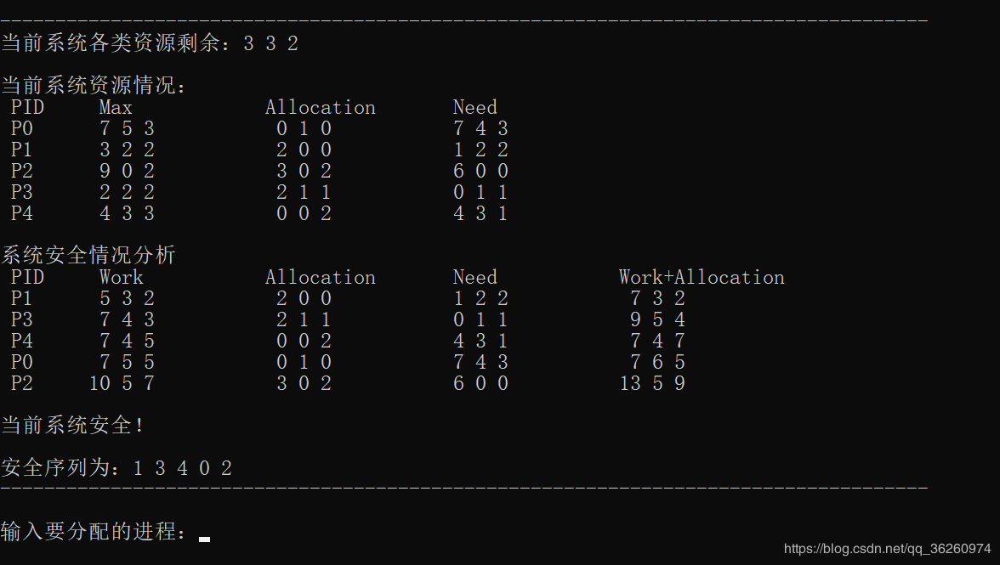 --------------------------------------------------------------------------------
当前系统各类资源剩余：3 3 2
当前系统资源情况：
PID Max Allocation Need
P0 7 5 3 0 1 0 7 4 3
P1 3 2 2 2 0 0 1 2 2
P2 9 0 2 3 0 2 6 0 0
P3 2 2 2 2 1 1 0 1 1
P4 4 3 3 0 0 2 4 3 1
系统安全情况分析
PID Work Allocation Need Work+Allocation
P1 5 3 2 2 0 0 1 2 2 7 3 2
P3 7 4 3 2 1 1 0 1 1 9 5 4
P4 7 4 5 0 0 2 4 3 1 7 4 7
P0 7 5 5 0 1 0 7 4 3 7 6 5
P2 10 5 7 3 0 2 6 0 0 13 5 9
当前系统安全！
安全序列为：1 3 4 0 2
--------------------------------------------------------------------------------
输入要分配的进程：
https://blog.csdn.net/qq_36260974